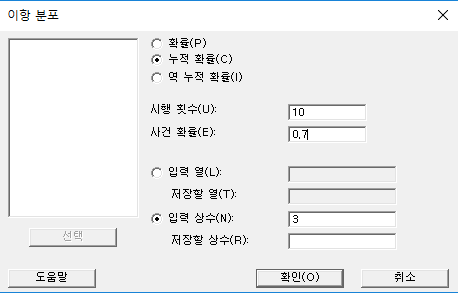 이항 분포
확률(P)
누적 확률(C)
역 누적 확률(I)
시행 횟수(U): 10
사건 확률(E): 0.7
입력 열(L):
저장할 열(T):
입력 상수(N): 3
저장할 상수(R):
선택
도움말 확인(O) 취소